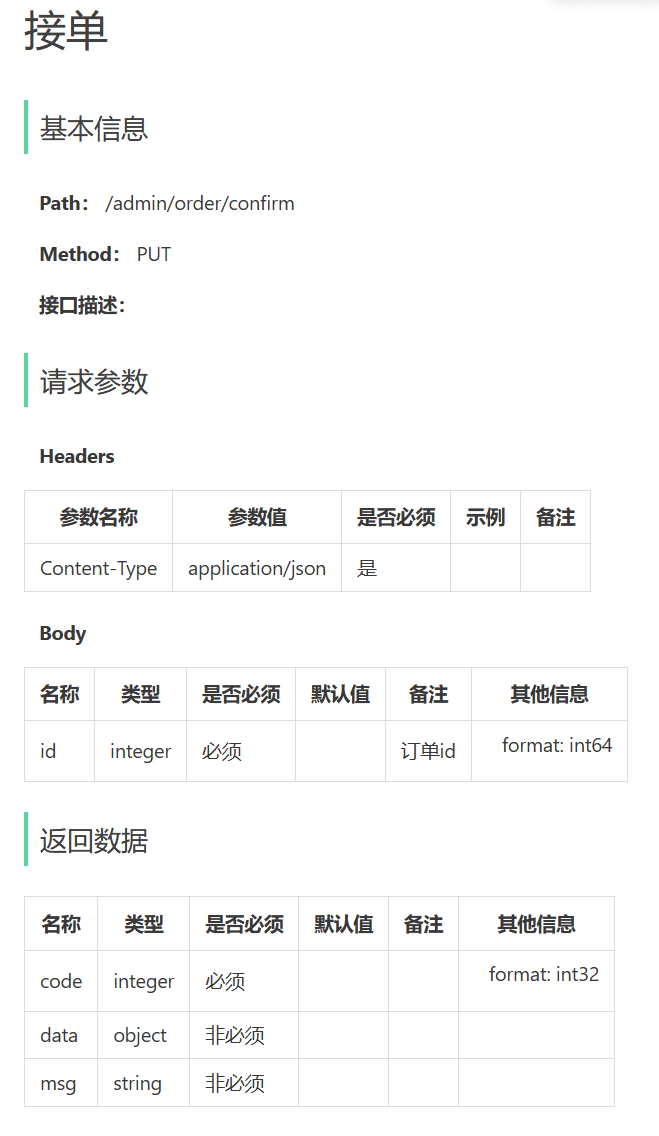 接单
基本信息
Path： /admin/order/confirm
Method： PUT
接口描述：
请求参数
Headers
参数名称 参数值 是否必须 示例 备注
Content-Type application/json 是
Body
名称 类型 是否必须 默认值 备注 其他信息
id integer 必须 订单id format: int64
返回数据
名称 类型 是否必须 默认值 备注 其他信息
code integer 必须 format: int32
data object 非必须
msg string 非必须